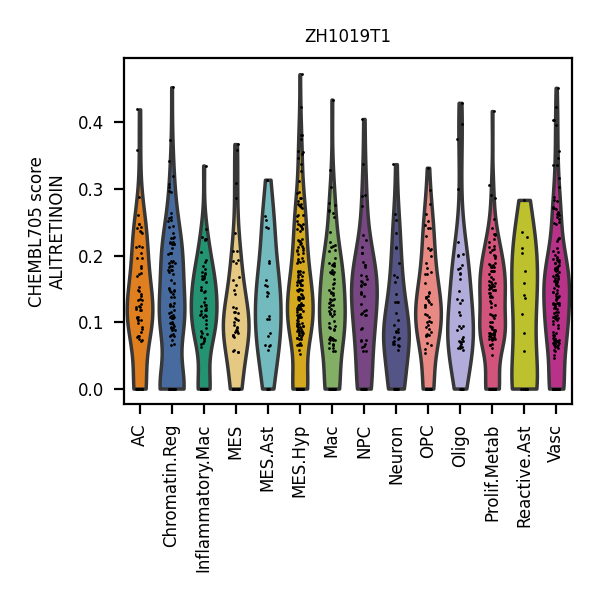 ZH1019T1
CHEMBL705 score
ALITRETINOIN
0.4
0.3
0.2
0.1
0.0
AC
Chromatin.Reg
Inflammatory.Mac
MES
MES.Ast
MES.Hyp
Mac
NPC
Neuron
OPC
Oligo
Prolif.Metab
Reactive.Ast
Vasc